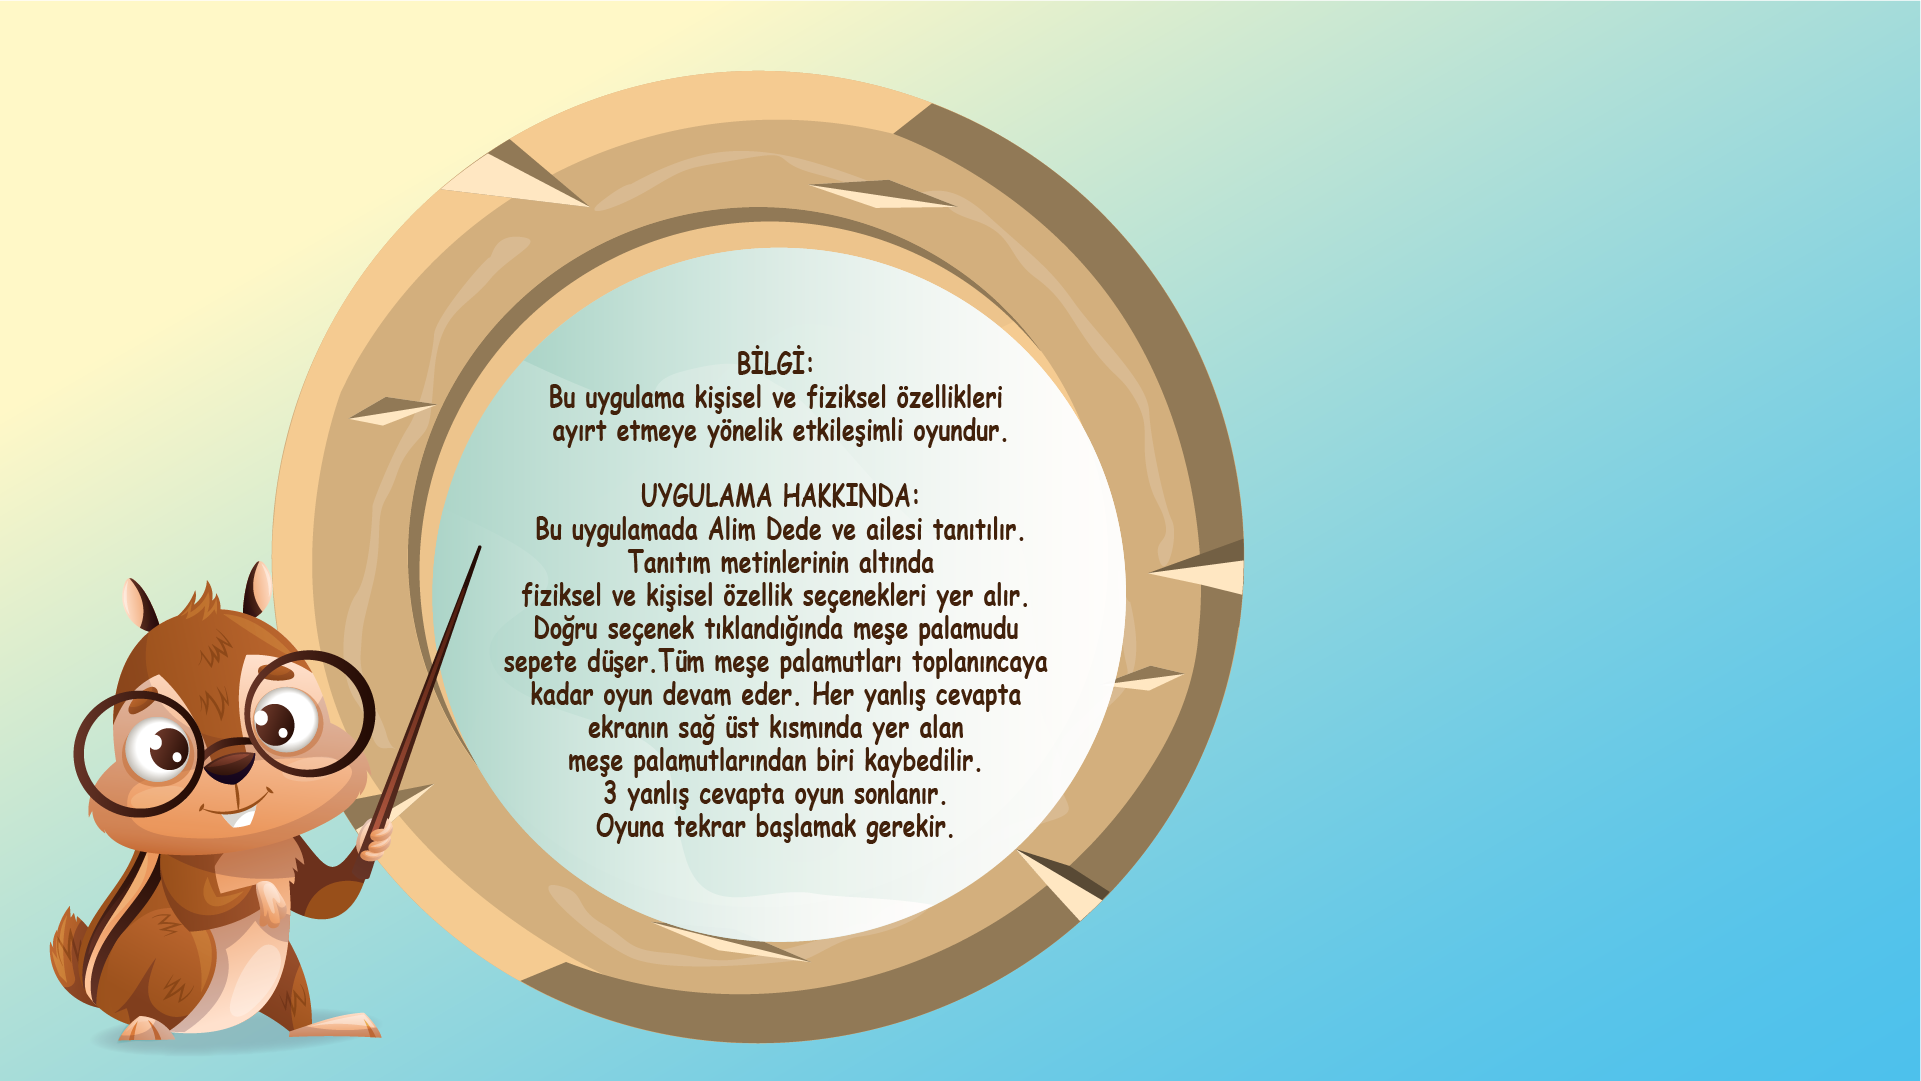 BİLGİ:
Bu uygulama kişisel ve fiziksel özellikleri
ayırt etmeye yönelik etkileşimli oyundur.
UYGULAMA HAKKINDA:
Bu uygulamada Alim Dede ve ailesi tanıtılır.
Tanıtım metinlerinin altında
fiziksel ve kişisel özellik seçenekleri yer alır.
Doğru seçenek tıklandığında meşe palamudu
sepete düşer.Tüm meşe palamutları toplanıncaya
kadar oyun devam eder. Her yanlış cevapta
ekranın sağ üst kısmında yer alan
meşe palamutlarından biri kaybedilir.
3 yanlış cevapta oyun sonlanır.
Oyuna tekrar başlamak gerekir.